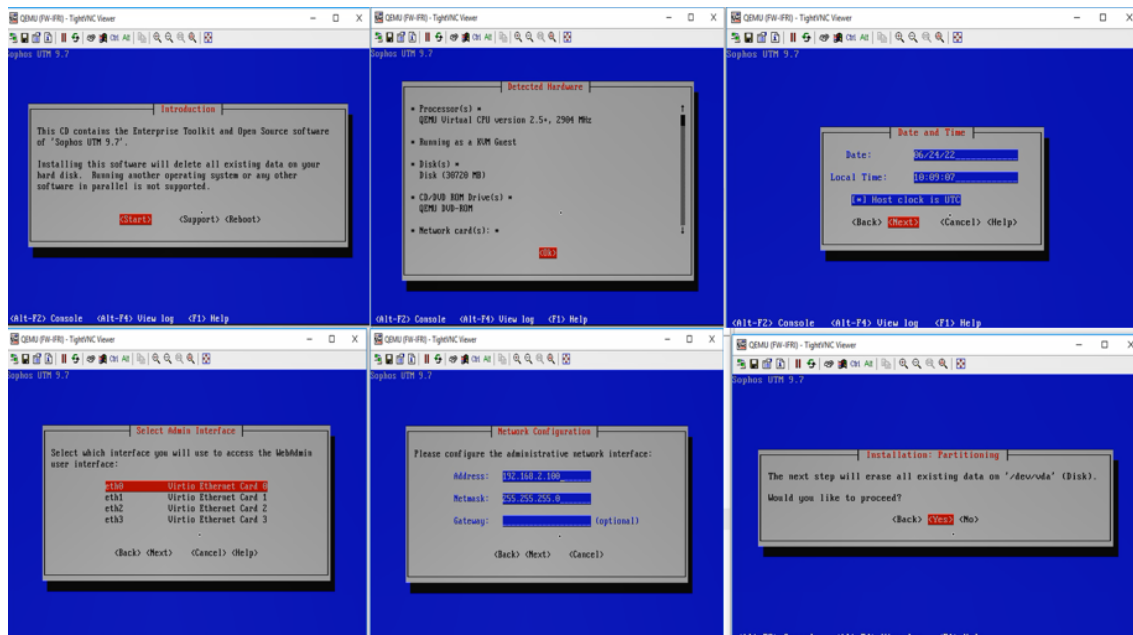 QEMU (FW-IFRI) - TightVNC Viewer
Sophos UTM 9.7
Introduction
This CD contains the Enterprise Toolkit and Open Source software
of 'Sophos UTM 9.7'.
Installing this software will delete all existing data on your
hard disk. Running another operating system or any other
software in parallel is not supported.
<Start> <Support> <Reboot>
<Alt-F2> Console <Alt-F4> View log <F1> Help
QEMU (FW-IFRI) - TightVNC Viewer
Sophos UTM 9.7
Detected Hardware
* Processor(s) *
QEMU Virtual CPU version 2.5+, 2904 MHz
* Running as a KVM Guest
* Disk(s) *
Disk (30720 MB)
* CD/DVD ROM Drive(s) *
QEMU DVD-ROM
* Network card(s): *
<Ok>
<Alt-F2> Console <Alt-F4> View log <F1> Help
QEMU (FW-IFRI) - TightVNC Viewer
Sophos UTM 9.7
Date and Time
Date: 06/24/22
Local Time: 10:09:07
[*] Host clock is UTC
<Back> <Next> <Cancel> <Help>
<Alt-F2> Console <Alt-F4> View log <F1> Help
QEMU (FW-IFRI) - TightVNC Viewer
Sophos UTM 9.7
Select Admin Interface
Select which interface you will use to access the WebAdmin
user interface:
eth0 Virtio Ethernet Card 0
eth1 Virtio Ethernet Card 1
eth2 Virtio Ethernet Card 2
eth3 Virtio Ethernet Card 3
<Back> <Next> <Cancel> <Help>
QEMU (FW-IFRI) - TightVNC Viewer
Sophos UTM 9.7
Network Configuration
Please configure the administrative network interface:
Address: 192.168.2.100
Netmask: 255.255.255.0
Gateway: (optional)
<Back> <Next> <Cancel>
QEMU (FW-IFRI) - TightVNC Viewer
Sophos UTM 9.7
Installation: Partitioning
The next step will erase all existing data on '/dev/vda' (Disk).
Would you like to proceed?
<Back> <Yes> <No>